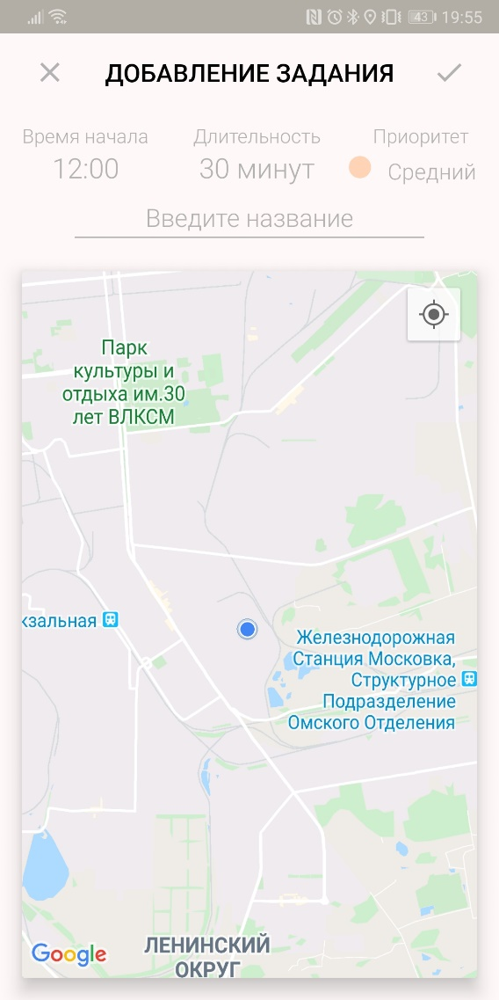 43 19:55
ДОБАВЛЕНИЕ ЗАДАНИЯ
Время начала Длительность Приоритет
12:00 30 минут Средний
Введите название
Парк
культуры и
отдыха им.30
лет ВЛКСМ
кзальная
Железнодорожная
Станция Московка,
Структурное
Подразделение
Омского Отделения
ЛЕНИНСКИЙ
ОКРУГ
Google